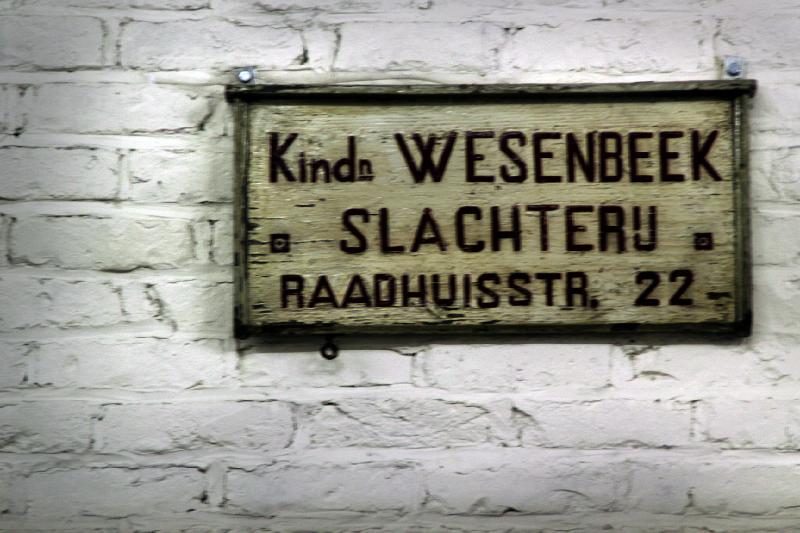 Kindn WESENBEEK
SLACHTERIJ
RAADHUISSTR. 22